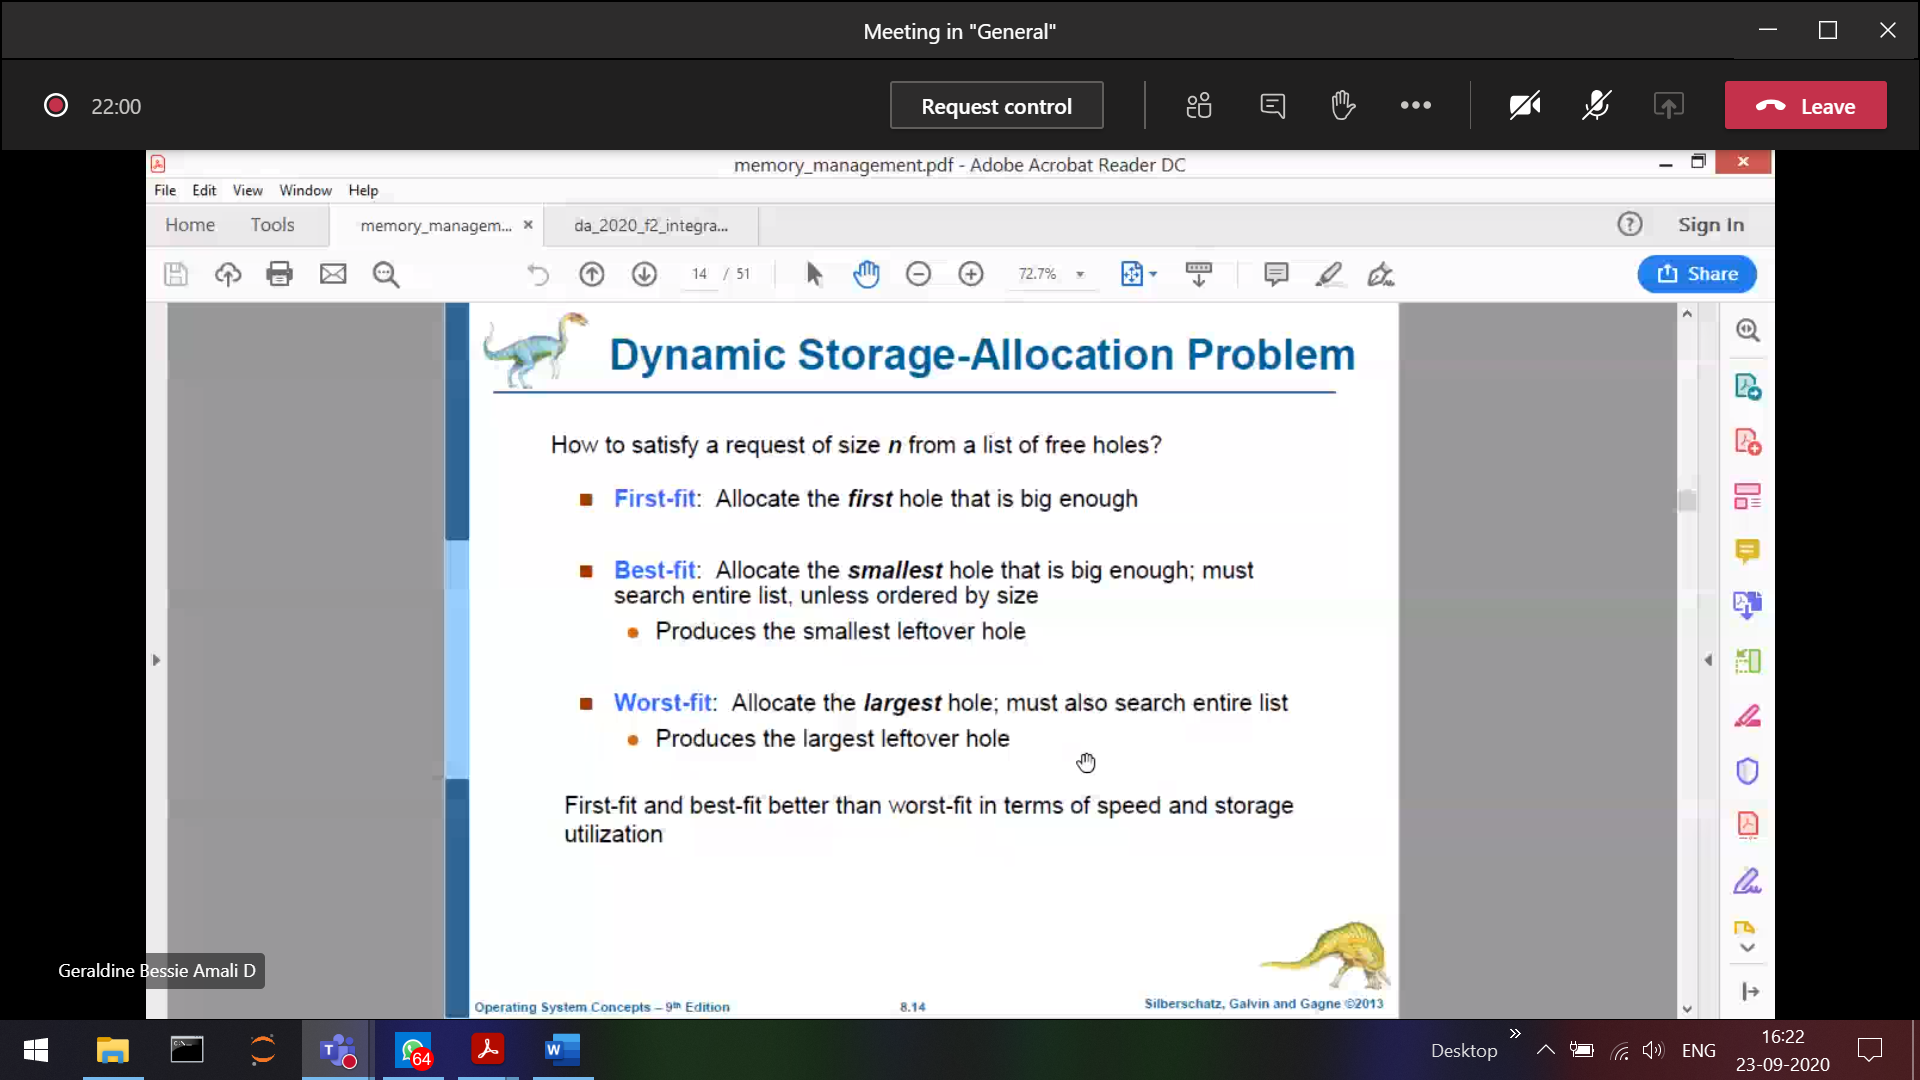 Meeting in "General"
22:00
Request control
Leave
memory_management.pdf - Adobe Acrobat Reader DC
File Edit View Window Help
Home Tools memory_managem... × da_2020_f2_integra... Sign In
14 / 51 72.7% Share
Dynamic Storage-Allocation Problem
How to satisfy a request of size n from a list of free holes?
First-fit: Allocate the first hole that is big enough
Best-fit: Allocate the smallest hole that is big enough; must
search entire list, unless ordered by size
Produces the smallest leftover hole
Worst-fit: Allocate the largest hole; must also search entire list
Produces the largest leftover hole
First-fit and best-fit better than worst-fit in terms of speed and storage
utilization
Geraldine Bessie Amali D
Operating System Concepts – 9th Edition 8.14 Silberschatz, Galvin and Gagne ©2013
64
Desktop
ENG
16:22
23-09-2020